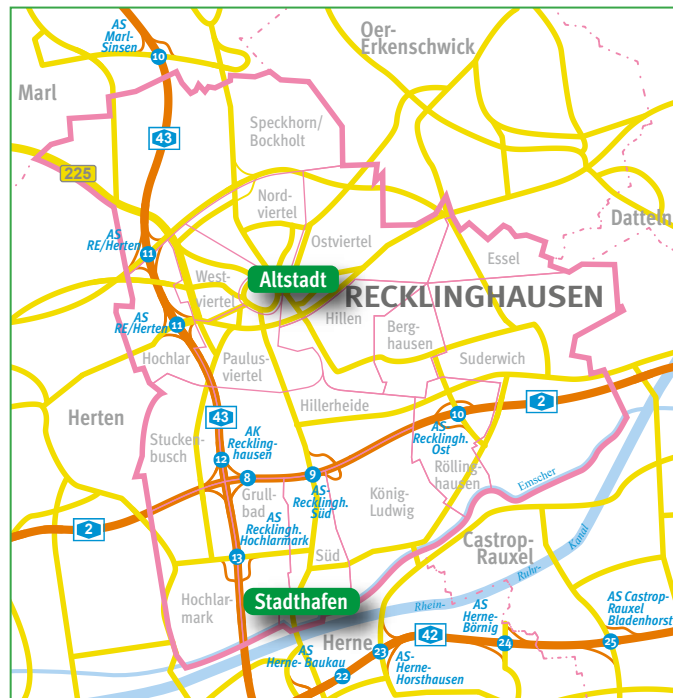 AS
Marl-
Sinsen
10
Oer-
Erkenschwick
Marl
43
Speckhorn/
Bockholt
225
Nord-
viertel
Datteln
AS
RE/Herten
11
Ostviertel
Essel
West-
viertel
Altstadt
RECKLINGHAUSEN
AS
RE/Herten
11
Hillen
Berg-
hausen
Hochlar
Paulus-
viertel
Suderwich
Herten
43
Hillerheide
10
2
AS-
Recklingh.
Ost
Stucken-
busch
AK
Reckling-
hausen
12
8
9
Rölling-
hausen
Emscher
Grull-
bad
AS-
Recklingh.
Süd
König-
Ludwig
2
AS
Recklingh.
Hochlarmark
13
Süd
Castrop-
Rauxel
Kanal
Ruhr-
Rhein-
Hochlar-
mark
Stadthafen
AS
Herne-
Börnig
24
AS Castrop-
Rauxel
Bladenhorst
25
Herne
42
23
AS
Herne- Baukau
22
AS-
Herne-
Horsthausen